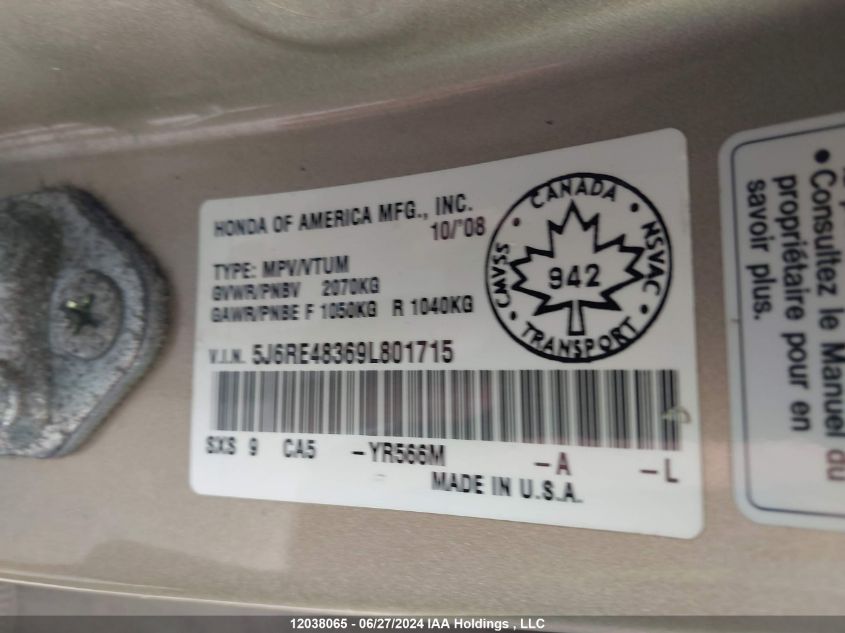 HONDA OF AMERICA MFG., INC.
10/'08
TYPE: MPV/VTUM
GVWR/PNBV 2070KG
GAWR/PNBE F 1050KG R 1040KG
V.I.N. 5J6RE48369L801715
SXS 9 CA5 -YR566M -A -L
MADE IN U.S.A.
CANADA
CMVSS
NSVAC
942
TRANSPORT
• Consultez le Manuel du
propriétaire pour en
savoir plus.
12038065 - 06/27/2024 IAA Holdings , LLC